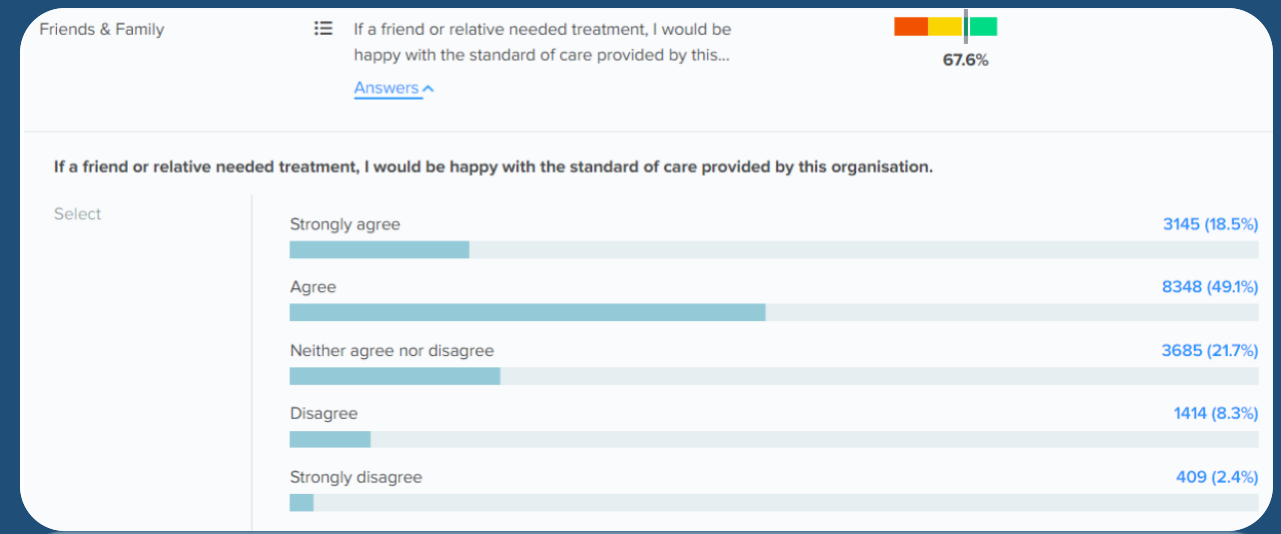 Friends & Family
If a friend or relative needed treatment, I would be
happy with the standard of care provided by this...
Answers
67.6%
If a friend or relative needed treatment, I would be happy with the standard of care provided by this organisation.
Select
Strongly agree 3145 (18.5%)
Agree 8348 (49.1%)
Neither agree nor disagree 3685 (21.7%)
Disagree 1414 (8.3%)
Strongly disagree 409 (2.4%)